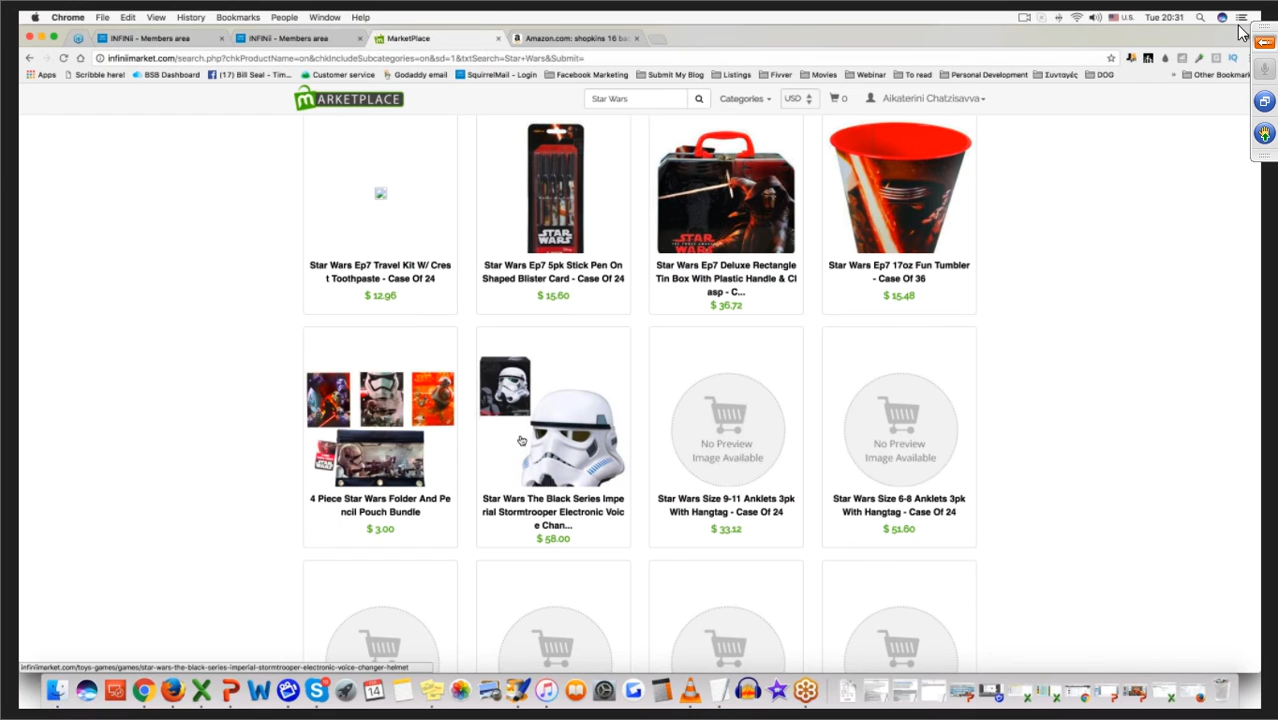 Chrome File Edit View History Bookmarks People Window Help U.S. Tue 20:31
INFINii - Members area INFINii - Members area MarketPlace Amazon.com: shopkins 16 ba
infiniimarket.com/search.php?chkProductName=on&chkIncludeSubcategories=on&sd=1&txtSearch=Star+Wars&Submit=
Apps Scribble here! BSB Dashboard (17) Bill Seal - Tim... Customer service Godaddy email SquirrelMail - Login Facebook Marketing Submit My Blog Listings Fivver Movies Webinar To read Personal Development Συνταγές DOG » Other Bookmark
MARKETPLACE Star Wars Categories USD 0 Aikaterini Chatzisavva
STAR
WARS
STAR
WARS
Star Wars Ep7 Travel Kit W/ Cres
t Toothpaste - Case Of 24
$ 12.96
Star Wars Ep7 5pk Stick Pen On
Shaped Blister Card - Case Of 24
$ 15.60
Star Wars Ep7 Deluxe Rectangle
Tin Box With Plastic Handle & Cl
asp - C...
$ 36.72
Star Wars Ep7 17oz Fun Tumbler
- Case Of 36
$ 15.48
No Preview
Image Available
No Preview
Image Available
4 Piece Star Wars Folder And Pe
ncil Pouch Bundle
$ 3.00
Star Wars The Black Series Impe
rial Stormtrooper Electronic Voic
e Chan...
$ 58.00
Star Wars Size 9-11 Anklets 3pk
With Hangtag - Case Of 24
$ 33.12
Star Wars Size 6-8 Anklets 3pk
With Hangtag - Case Of 24
$ 51.60
infiniimarket.com/toys-games/games/star-wars-the-black-series-imperial-stormtrooper-electronic-voice-changer-helmet
14